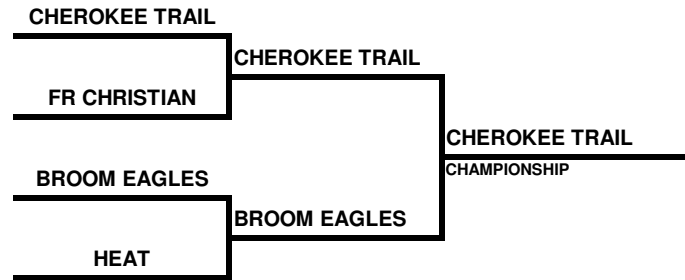 CHEROKEE TRAIL
CHEROKEE TRAIL
FR CHRISTIAN
CHEROKEE TRAIL
CHAMPIONSHIP
BROOM EAGLES
BROOM EAGLES
HEAT